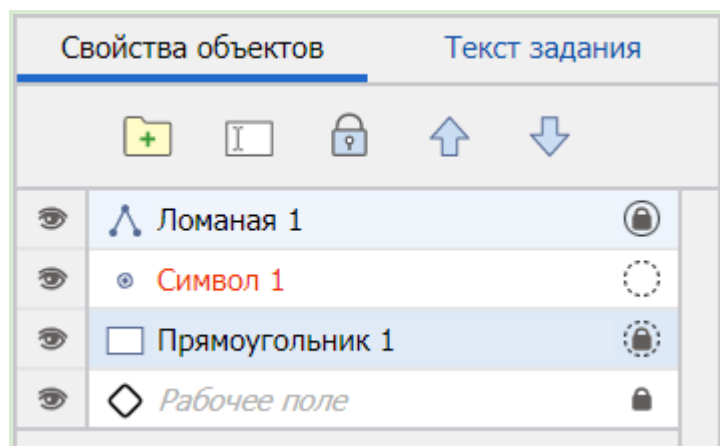 Свойства объектов Текст задания
Ломаная 1
Символ 1
Прямоугольник 1
Рабочее поле